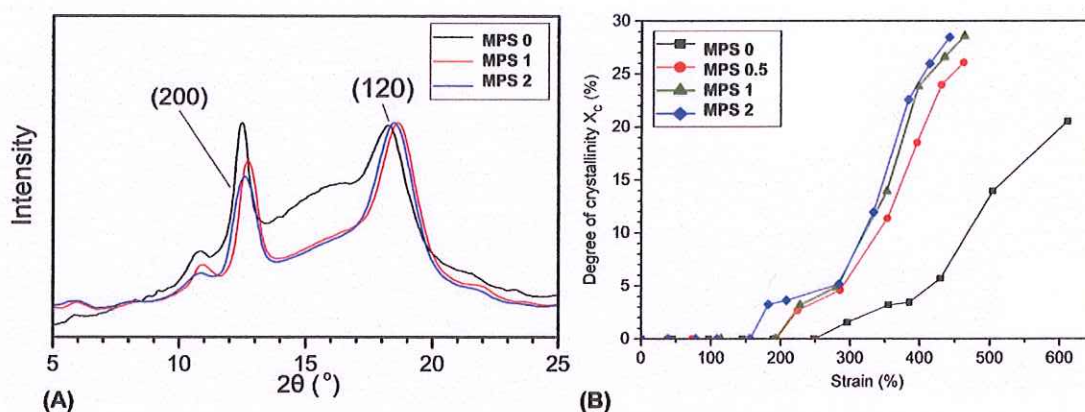 MPS 0
MPS 1
MPS 2
(200)
(120)
Intensity
5 10 15 20 25
2θ (°)
(A)
MPS 0
MPS 0.5
MPS 1
MPS 2
Degree of crystallinity X_C (%)
30
25
20
15
10
5
0
0 100 200 300 400 500 600
Strain (%)
(B)